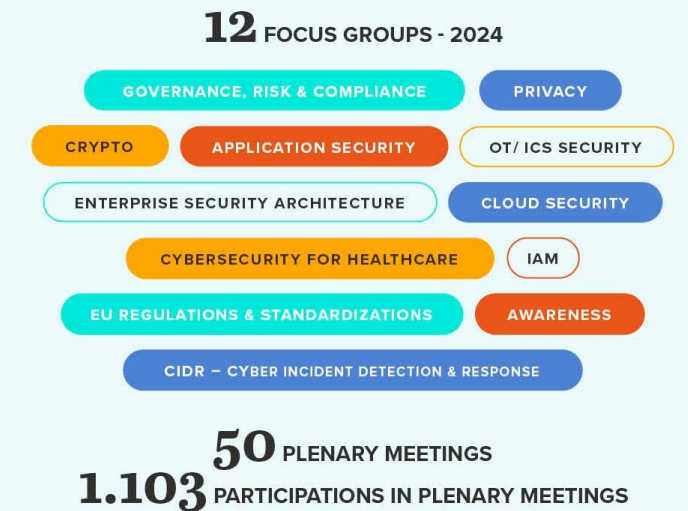 12 FOCUS GROUPS - 2024
GOVERNANCE, RISK & COMPLIANCE PRIVACY
CRYPTO APPLICATION SECURITY OT/ ICS SECURITY
ENTERPRISE SECURITY ARCHITECTURE CLOUD SECURITY
CYBERSECURITY FOR HEALTHCARE IAM
EU REGULATIONS & STANDARDIZATIONS AWARENESS
CIDR – CYBER INCIDENT DETECTION & RESPONSE
50 PLENARY MEETINGS
1.103 PARTICIPATIONS IN PLENARY MEETINGS